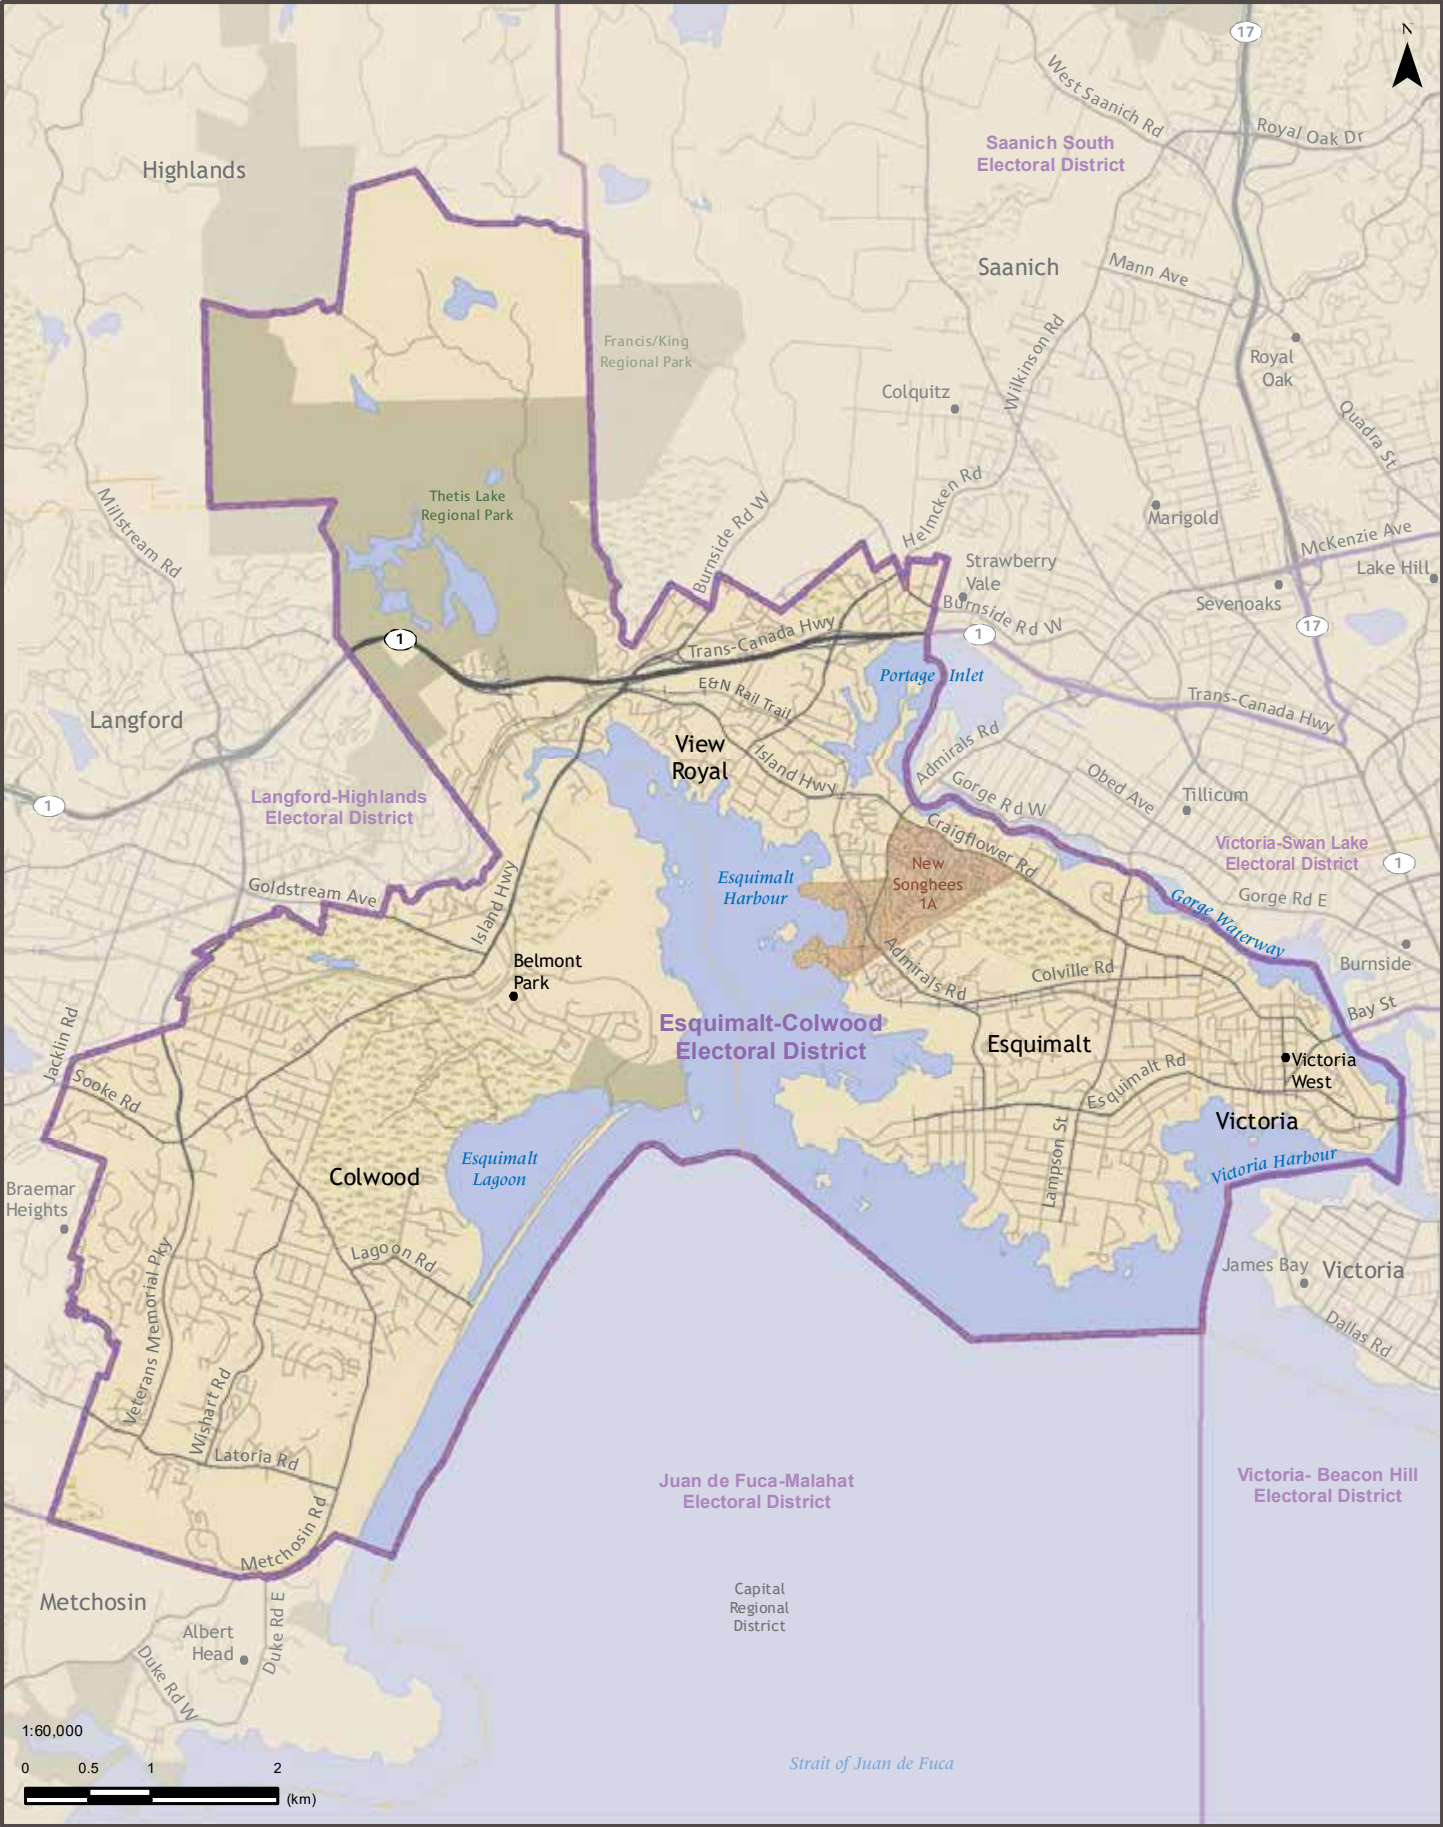 17
N
West Saanich Rd
Royal Oak Dr
Saanich South
Electoral District
Highlands
Saanich
Mann Ave
Wilkinson Rd
Francis/King
Regional Park
Royal
Oak
Colquitz
Quadra St
Helmcken Rd
Thetis Lake
Regional Park
Millstream Rd
Burnside Rd W
Marigold
McKenzie Ave
Lake Hill
Strawberry
Vale
Sevenoaks
Burnside Rd W
17
1
1
Trans-Canada Hwy
Portage Inlet
E&N Rail Trail
Trans-Canada Hwy
Langford
View
Royal
Admirals Rd
Island Hwy
Gorge Rd W
Obed Ave
Tillicum
1
Langford-Highlands
Electoral District
Craigflower Rd
Victoria-Swan Lake
Electoral District
1
New
Songhees
1A
Esquimalt
Harbour
Goldstream Ave
Island Hwy
Gorge Rd E
Gorge Waterway
Burnside
Belmont
Park
Admirals Rd
Colville Rd
Bay St
Jacklin Rd
Esquimalt-Colwood
Electoral District
Esquimalt
Victoria
West
Sooke Rd
Esquimalt Rd
Victoria
Lampson St
Esquimalt
Lagoon
Colwood
Victoria Harbour
Braemar
Heights
Lagoon Rd
James Bay
Victoria
Veterans Memorial Pky
Dallas Rd
Wishart Rd
Latoria Rd
Juan de Fuca-Malahat
Electoral District
Victoria- Beacon Hill
Electoral District
Metchosin Rd
Metchosin
Capital
Regional
District
Duke Rd E
Albert
Head
Duke Rd W
1:60,000
Strait of Juan de Fuca
0 0.5 1 2
(km)